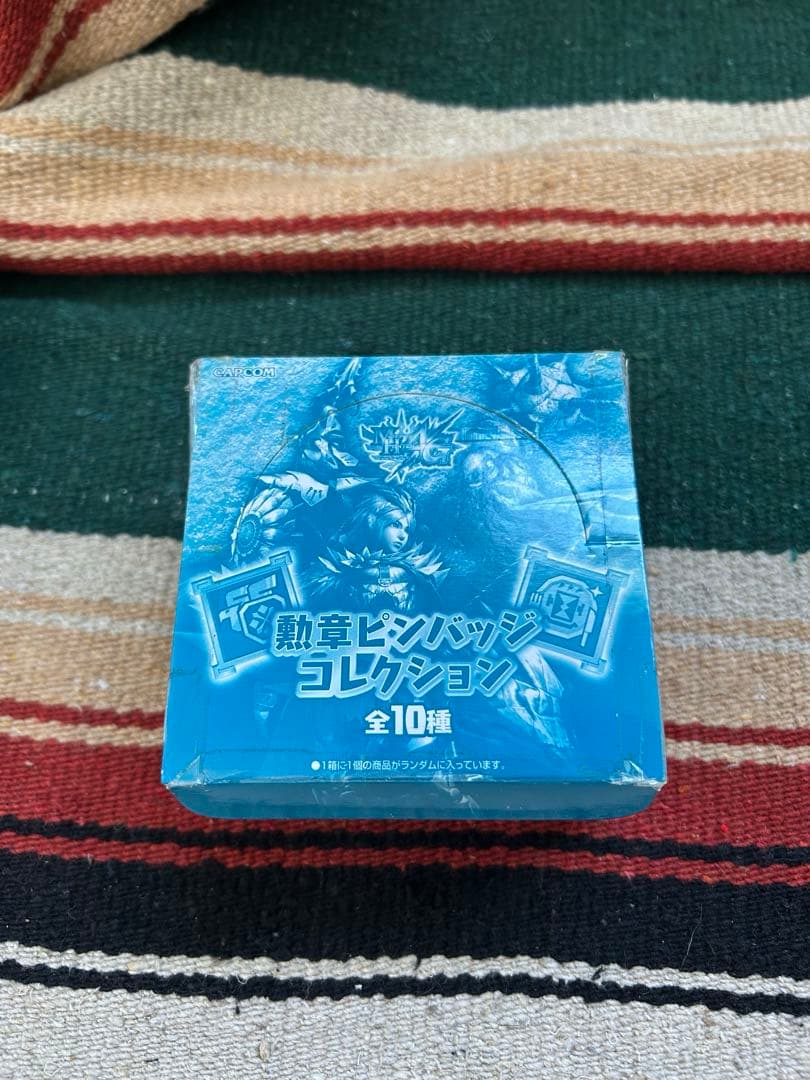 CAPCOM
MH4G
勲章ピンバッジ
コレクション
全10種
●1箱に1個の商品がランダムに入っています。